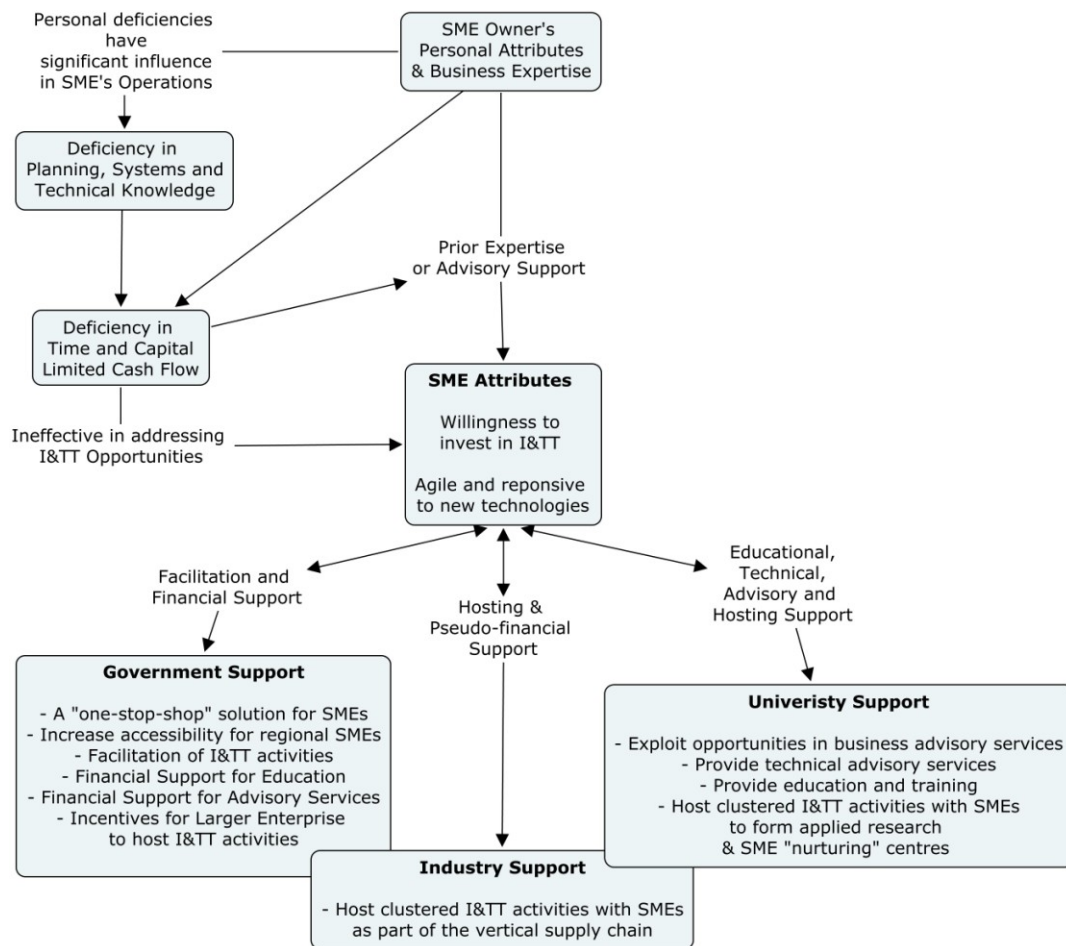 Personal deficiencies
have
significant influence
in SME's Operations
SME Owner's
Personal Attributes
& Business Expertise
Deficiency in
Planning, Systems and
Technical Knowledge
Prior Expertise
or Advisory Support
Deficiency in
Time and Capital
Limited Cash Flow
SME Attributes
Willingness to
invest in I&TT
Agile and reponsive
to new technologies
Ineffective in addressing
I&TT Opportunities
Facilitation and
Financial Support
Hosting &
Pseudo-financial
Support
Educational,
Technical,
Advisory and
Hosting Support
Government Support
- A "one-stop-shop" solution for SMEs
- Increase accessibility for regional SMEs
- Facilitation of I&TT activities
- Financial Support for Education
- Financial Support for Advisory Services
- Incentives for Larger Enterprise
to host I&TT activities
Industry Support
- Host clustered I&TT activities with SMEs
as part of the vertical supply chain
Univeristy Support
- Exploit opportunities in business advisory services
- Provide technical advisory services
- Provide education and training
- Host clustered I&TT activities with SMEs
to form applied research
& SME "nurturing" centres